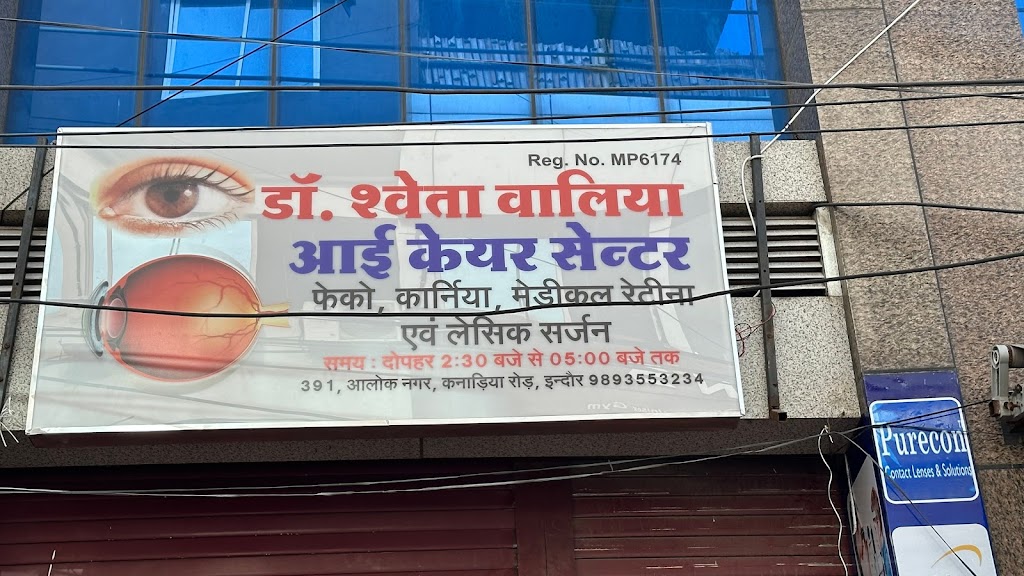 Reg. No. MP6174
डॉ. श्वेता वालिया
आई केयर सेन्टर
फेको, कार्निया, मेडीकल रेटीना
एवं लेसिक सर्जन
समय : दोपहर 2:30 बजे से 05:00 बजे तक
391, आलोक नगर, कनाड़िया रोड़, इन्दौर 9893553234
Purecon
Contact Lenses & Solutions